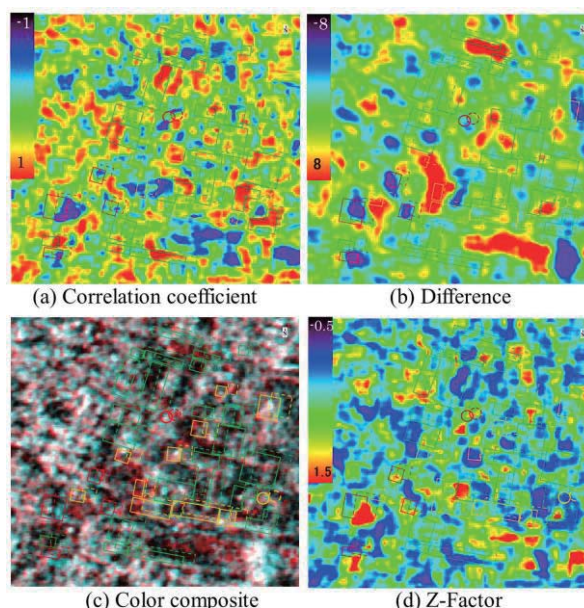 -1
1
(a) Correlation coefficient
-8
8
(b) Difference
(c) Color composite
-0.5
1.5
(d) Z-Factor